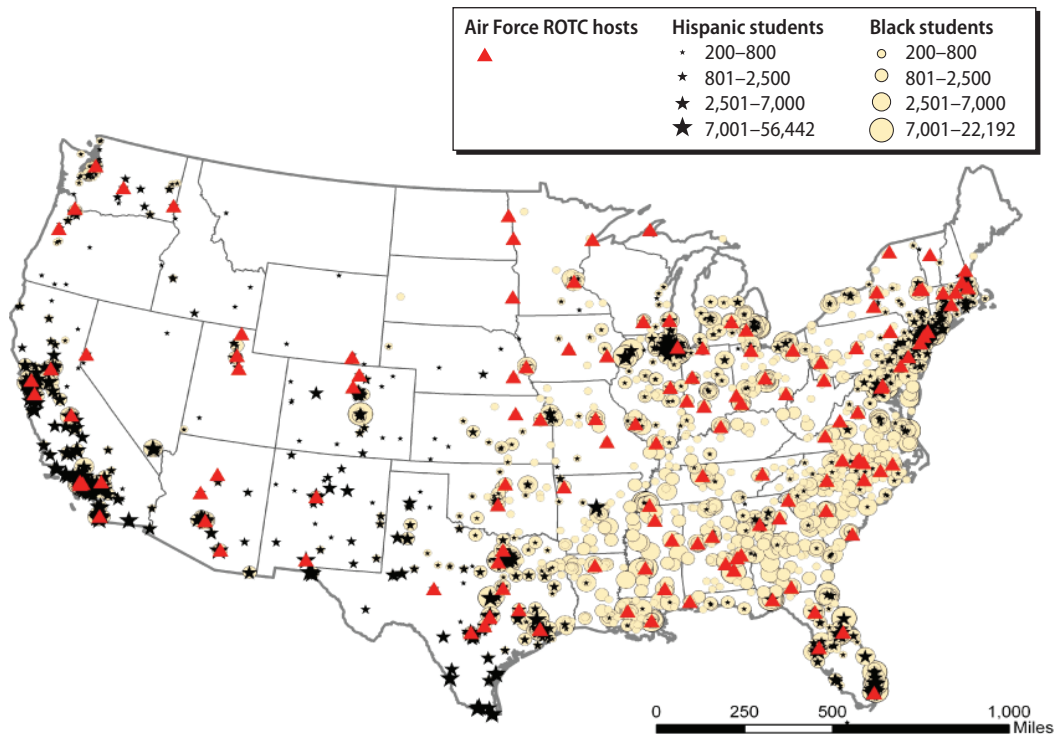 Air Force ROTC hosts
Hispanic students
200–800
801–2,500
2,501–7,000
7,001–56,442
Black students
200–800
801–2,500
2,501–7,000
7,001–22,192
0 250 500 1,000
Miles